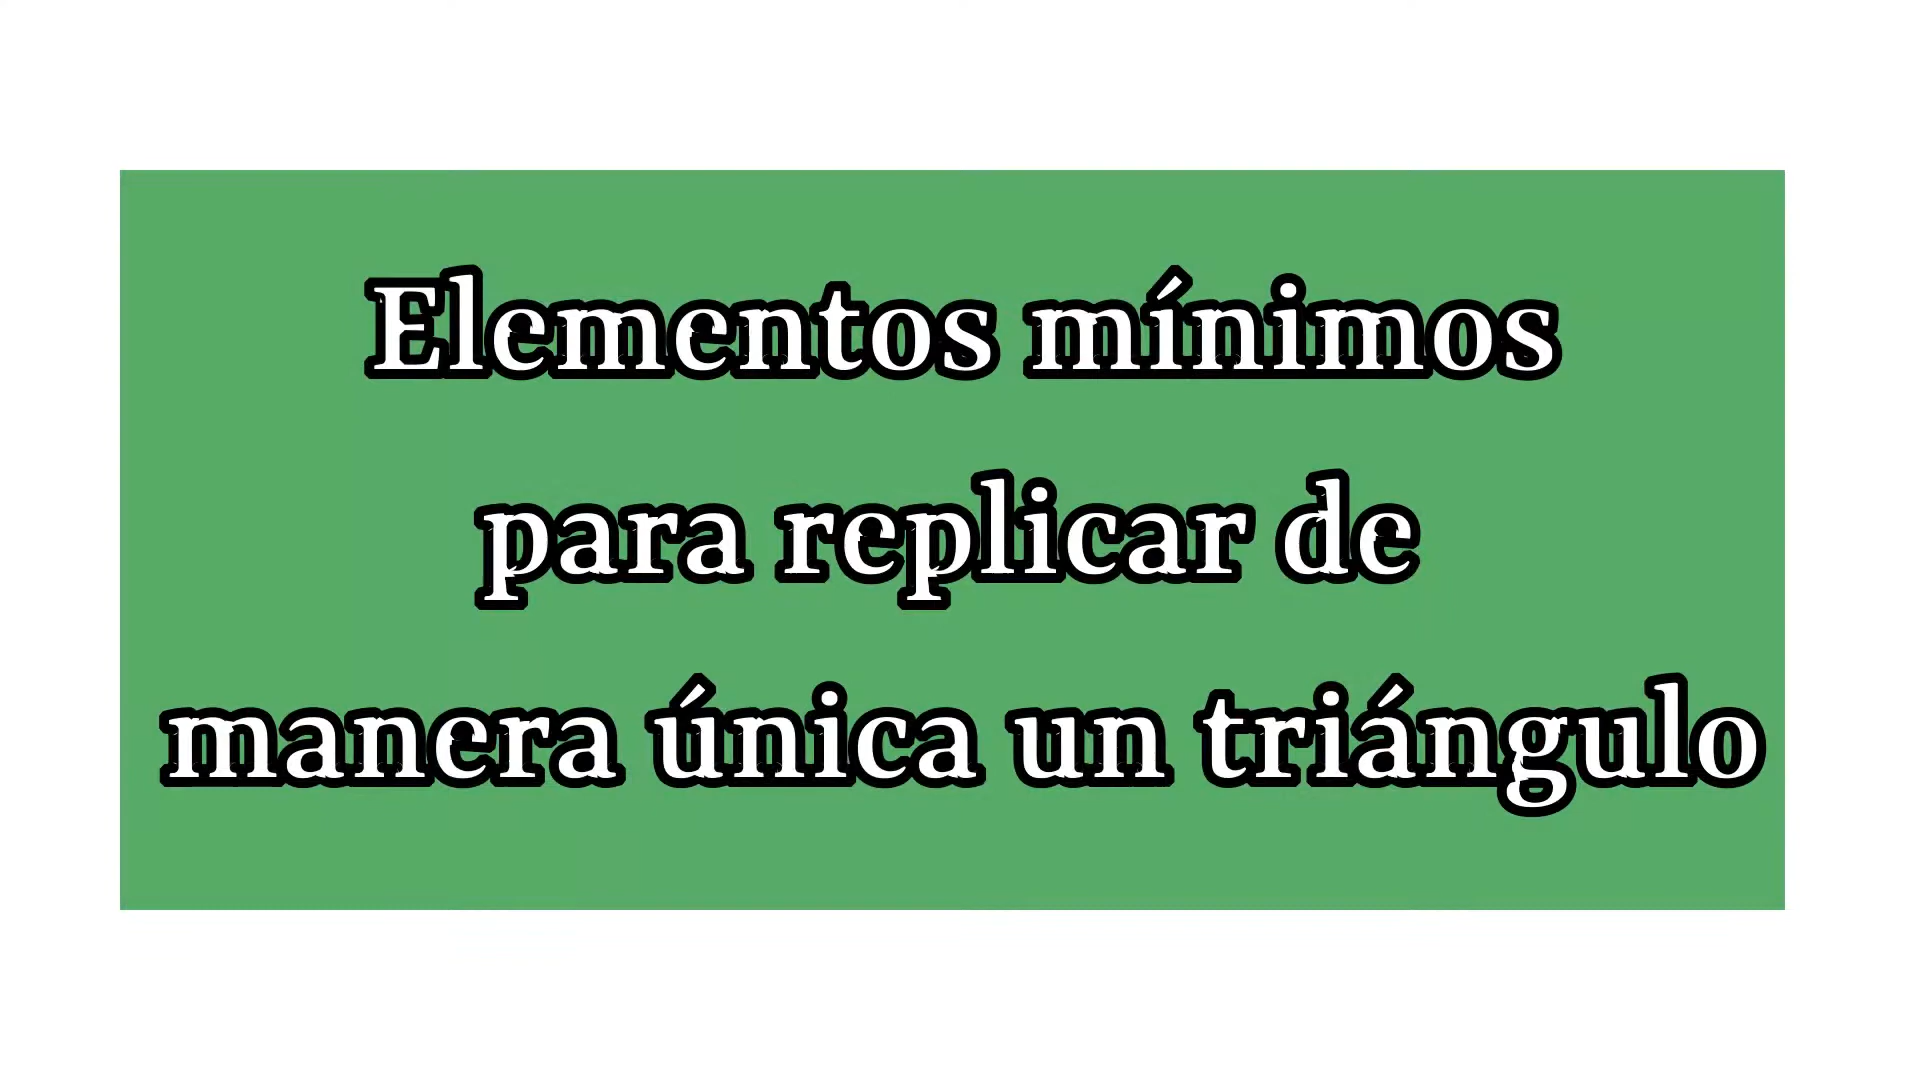 Elementos mínimos
para replicar de
manera única un triángulo